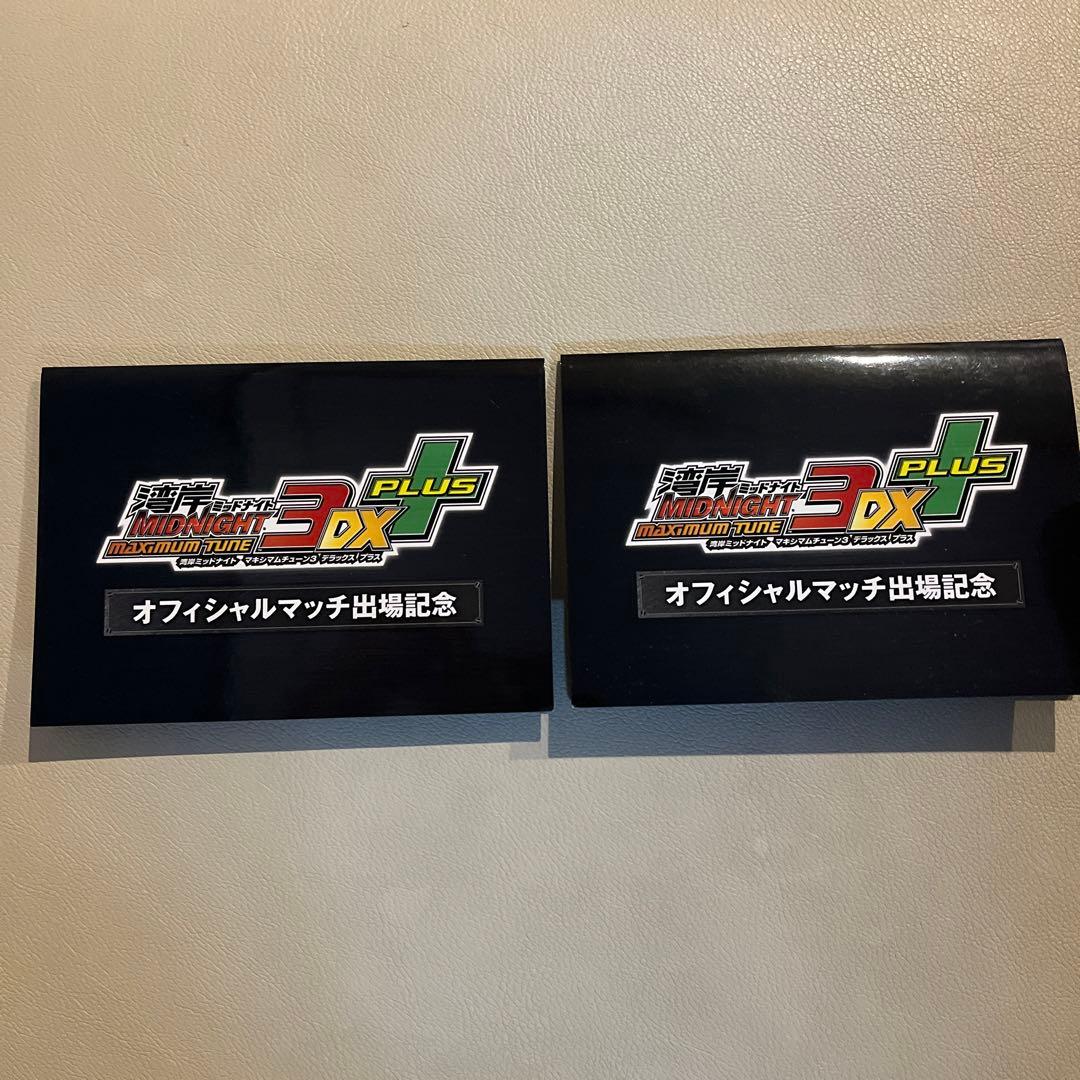 湾岸 ミッドナイト
MIDNIGHT
MAXIMUM TUNE 3 DX PLUS
湾岸ミッドナイト マキシマムチューン3 デラックス プラス
オフィシャルマッチ出場記念
湾岸 ミッドナイト
MIDNIGHT
MAXIMUM TUNE 3 DX PLUS
湾岸ミッドナイト マキシマムチューン3 デラックス プラス
オフィシャルマッチ出場記念